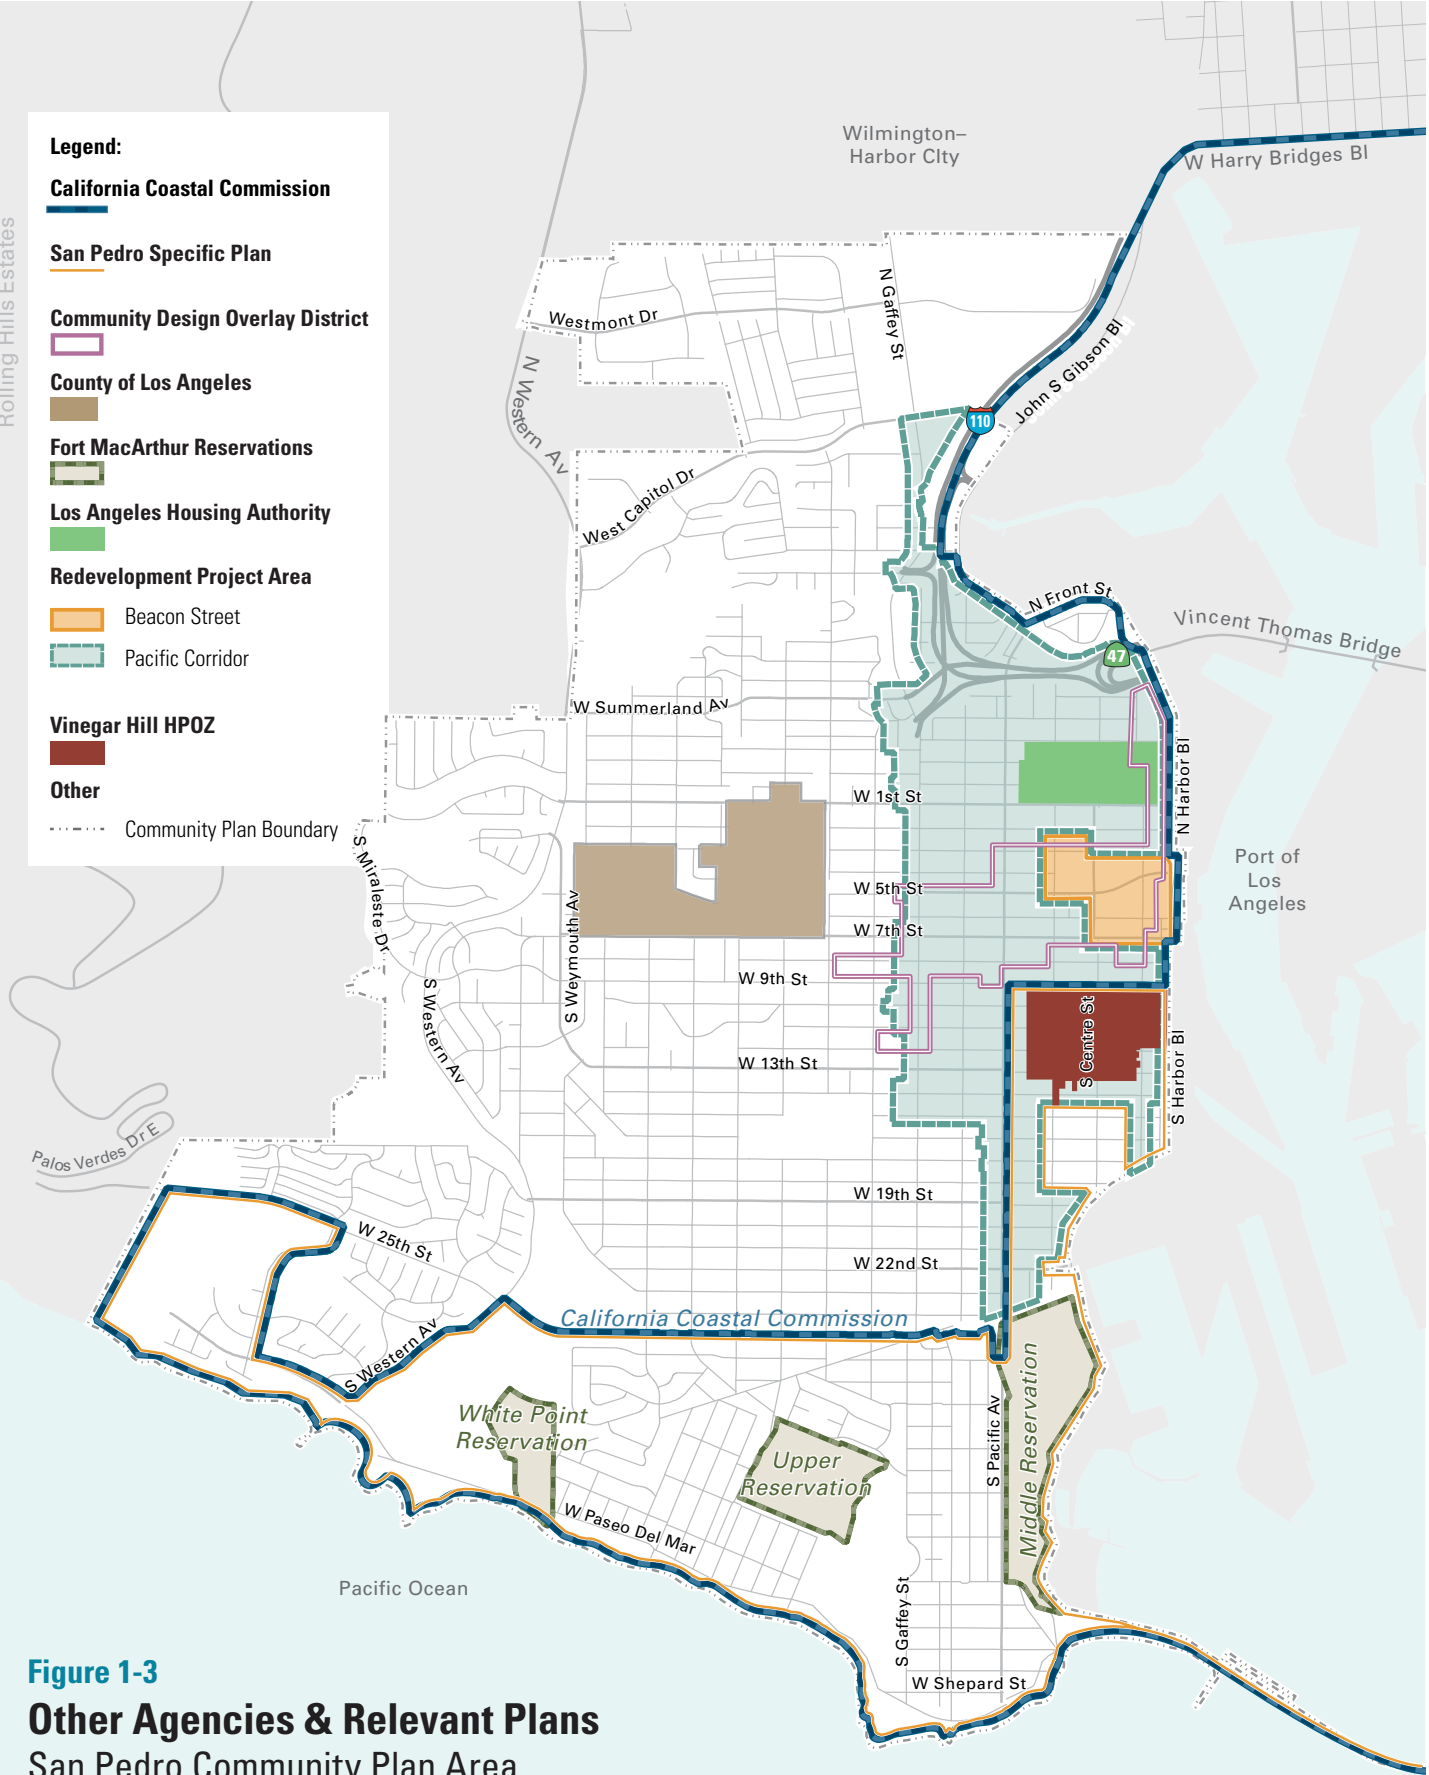 Legend:
California Coastal Commission
San Pedro Specific Plan
Community Design Overlay District
County of Los Angeles
Fort MacArthur Reservations
Los Angeles Housing Authority
Redevelopment Project Area
Beacon Street
Pacific Corridor
Vinegar Hill HPOZ
Other
Community Plan Boundary
Rolling Hills Estates
Wilmington–
Harbor CIty
W Harry Bridges Bl
N Gaffey St
Westmont Dr
John S Gibson Bl
110
N Western Av
West Capitol Dr
N Front St
Vincent Thomas Bridge
47
W Summerland Av
N Harbor Bl
W 1st St
S Miraleste Dr
Port of
Los
Angeles
W 5th St
S Weymouth Av
W 7th St
W 9th St
S Western Av
S Centre St
S Harbor Bl
W 13th St
Palos Verdes Dr E
W 19th St
W 25th St
W 22nd St
California Coastal Commission
S Western Av
White Point
Reservation
Upper
Reservation
S Pacific Av
Middle Reservation
W Paseo Del Mar
Pacific Ocean
S Gaffey St
W Shepard St
Figure 1-3
Other Agencies & Relevant Plans
San Pedro Community Plan Area